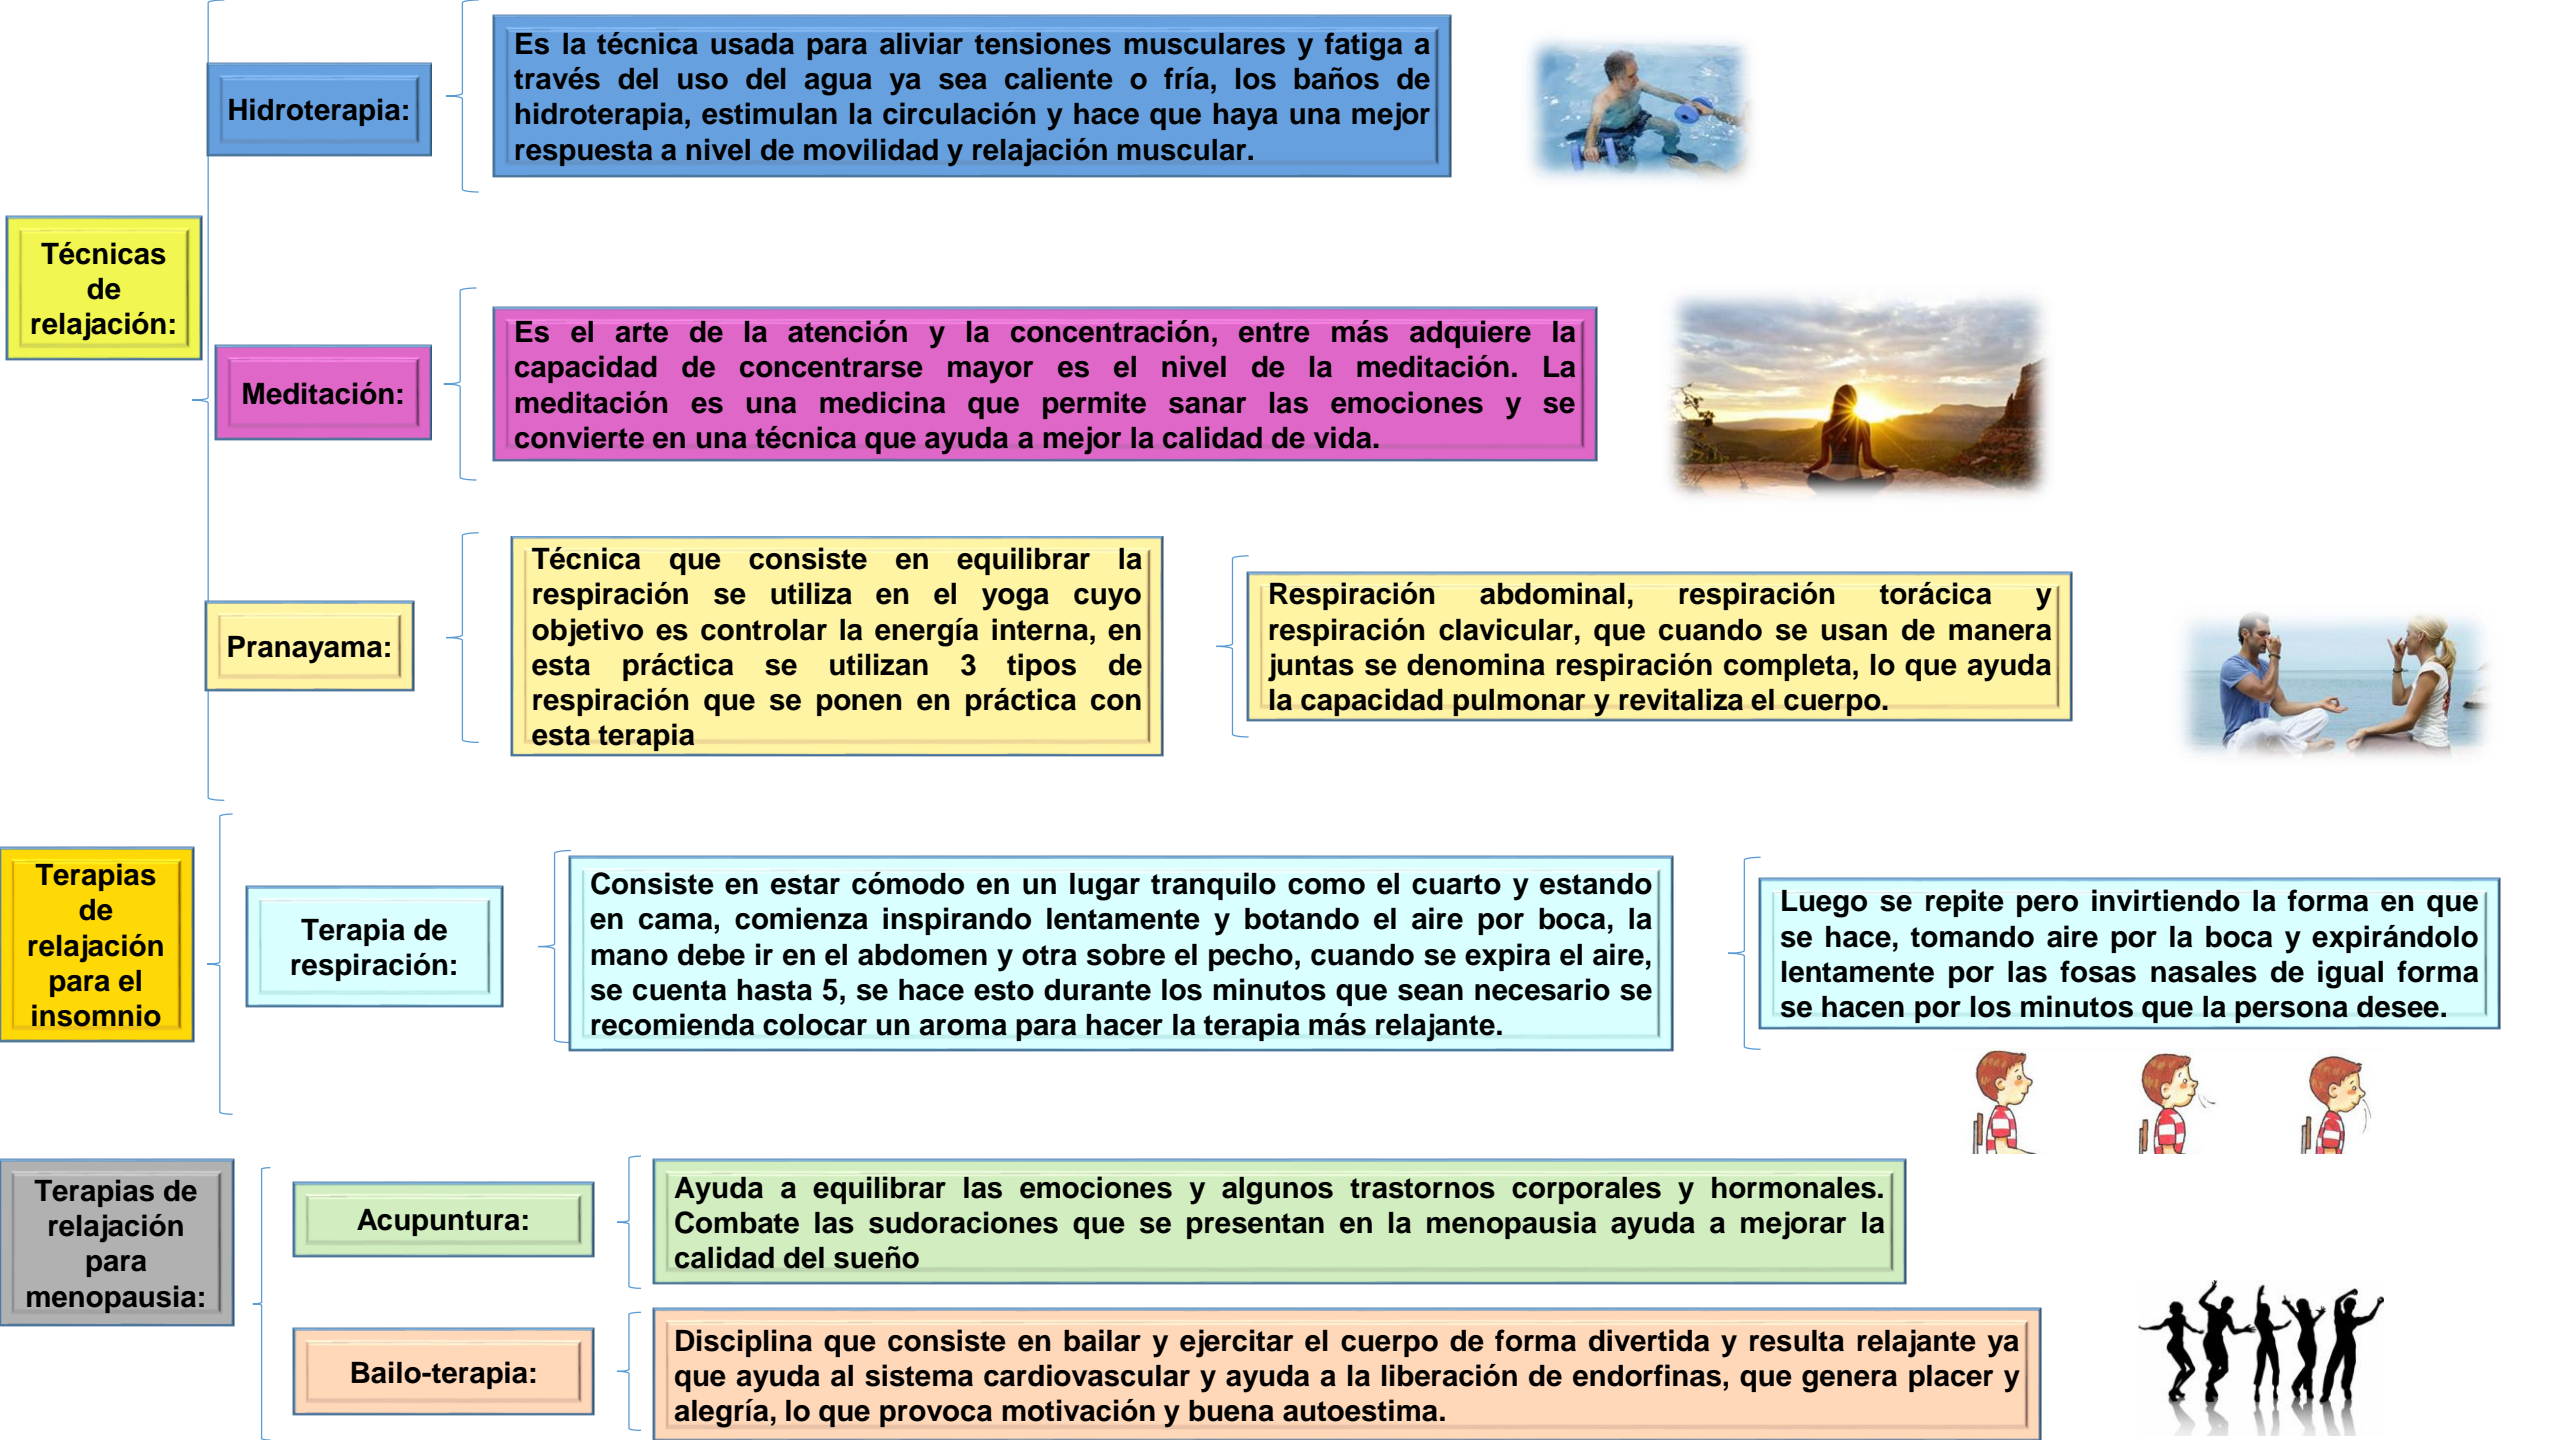 Técnicas
de
relajación:
Hidroterapia:
Es la técnica usada para aliviar tensiones musculares y fatiga a
través del uso del agua ya sea caliente o fría, los baños de
hidroterapia, estimulan la circulación y hace que haya una mejor
respuesta a nivel de movilidad y relajación muscular.
Meditación:
Es el arte de la atención y la concentración, entre más adquiere la
capacidad de concentrarse mayor es el nivel de la meditación. La
meditación es una medicina que permite sanar las emociones y se
convierte en una técnica que ayuda a mejor la calidad de vida.
Pranayama:
Técnica que consiste en equilibrar la
respiración se utiliza en el yoga cuyo
objetivo es controlar la energía interna, en
esta práctica se utilizan 3 tipos de
respiración que se ponen en práctica con
esta terapia
Respiración abdominal, respiración torácica y
respiración clavicular, que cuando se usan de manera
juntas se denomina respiración completa, lo que ayuda
la capacidad pulmonar y revitaliza el cuerpo.
Terapias
de
relajación
para el
insomnio
Terapia de
respiración:
Consiste en estar cómodo en un lugar tranquilo como el cuarto y estando
en cama, comienza inspirando lentamente y botando el aire por boca, la
mano debe ir en el abdomen y otra sobre el pecho, cuando se expira el aire,
se cuenta hasta 5, se hace esto durante los minutos que sean necesario se
recomienda colocar un aroma para hacer la terapia más relajante.
Luego se repite pero invirtiendo la forma en que
se hace, tomando aire por la boca y expirándolo
lentamente por las fosas nasales de igual forma
se hacen por los minutos que la persona desee.
Terapias de
relajación
para
menopausia:
Acupuntura:
Ayuda a equilibrar las emociones y algunos trastornos corporales y hormonales.
Combate las sudoraciones que se presentan en la menopausia ayuda a mejorar la
calidad del sueño
Bailo-terapia:
Disciplina que consiste en bailar y ejercitar el cuerpo de forma divertida y resulta relajante ya
que ayuda al sistema cardiovascular y ayuda a la liberación de endorfinas, que genera placer y
alegría, lo que provoca motivación y buena autoestima.